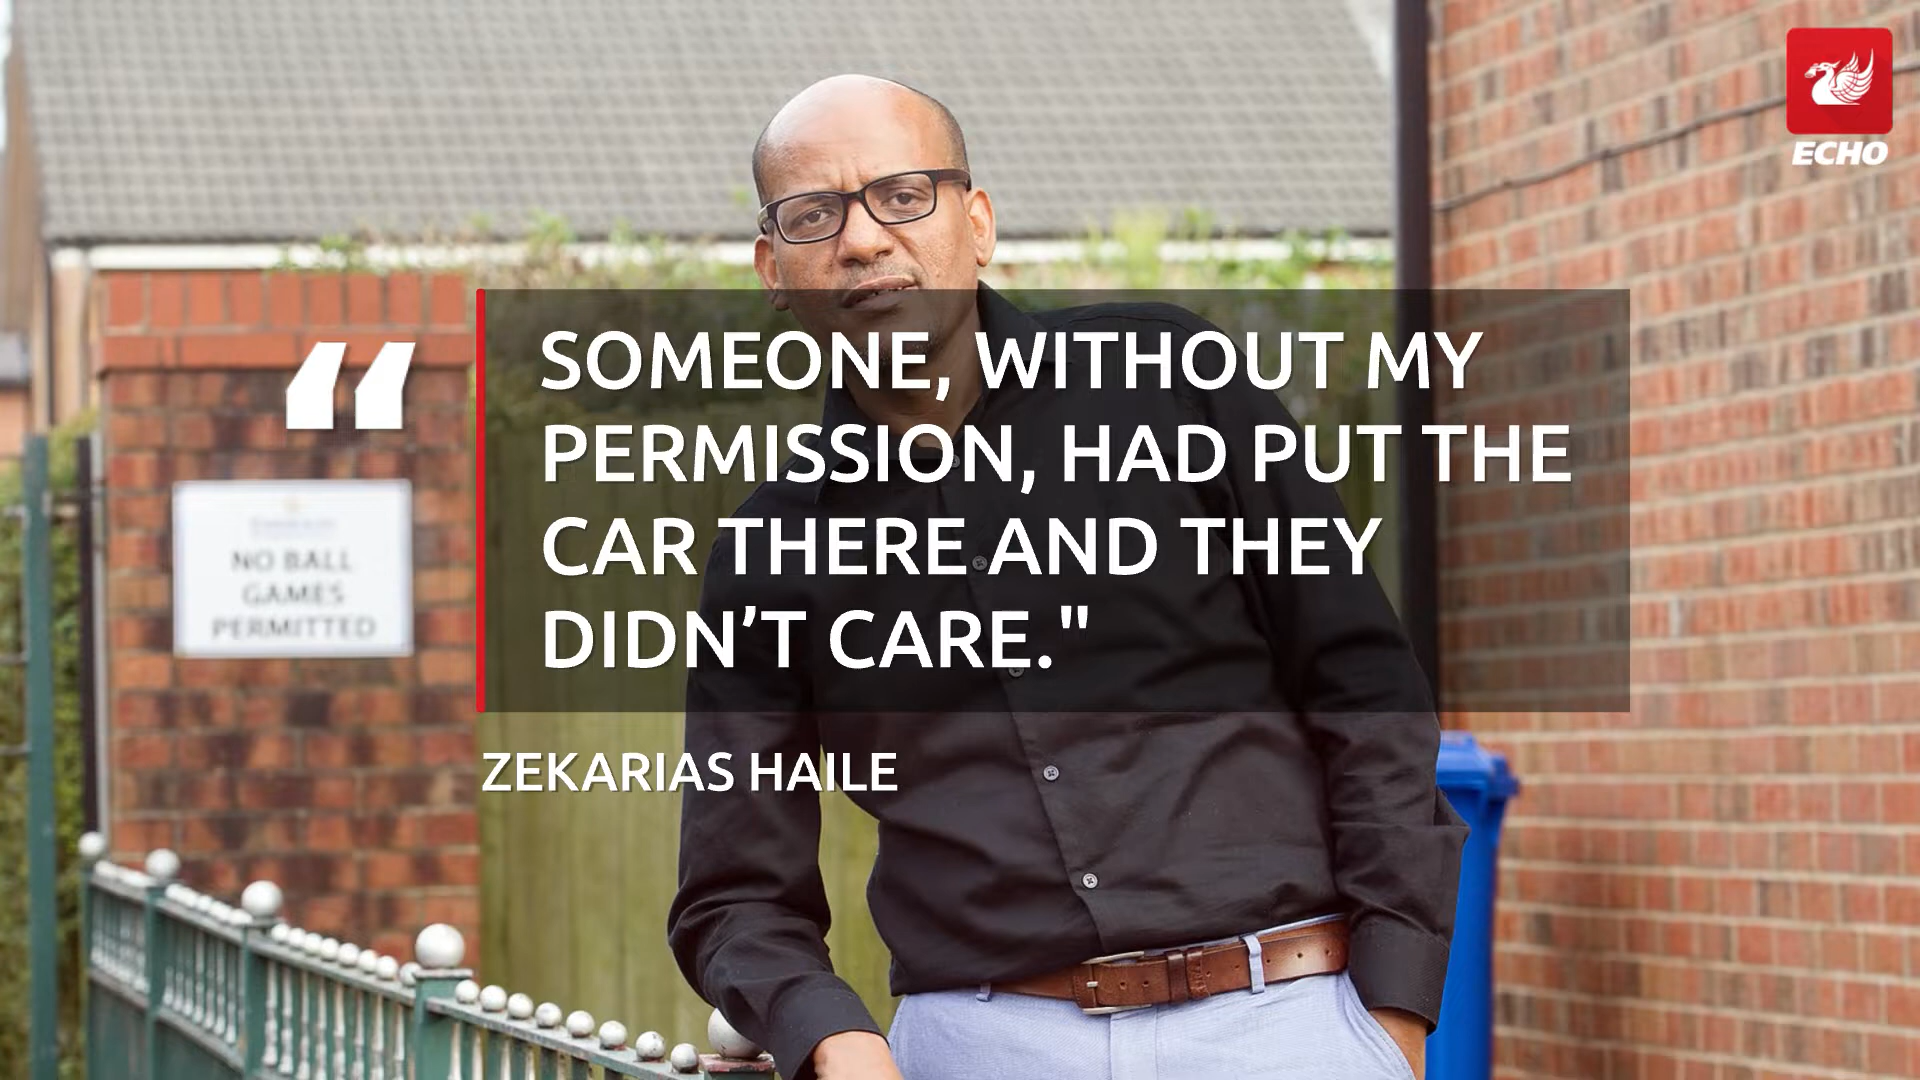 ECHO
“
SOMEONE, WITHOUT MY
PERMISSION, HAD PUT THE
CAR THERE AND THEY
DIDN’T CARE."
ZEKARIAS HAILE
NO BALL
GAMES
PERMITTED